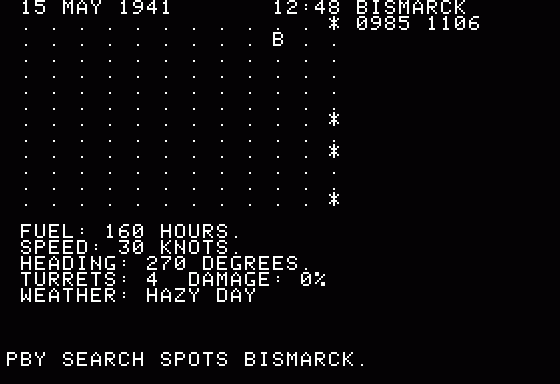 15 MAY 1941 12:48 BISMARCK
. . . . . . . . . . . * 0985 1106
. . . . . . . . . B . .
. . . . . . . . . . . .
. . . . . . . . . . . .
. . . . . . . . . . . .
. . . . . . . . . . . .
. . . . . . . . . . . *
. . . . . . . . . . . .
. . . . . . . . . . . *
. . . . . . . . . . . .
. . . . . . . . . . . .
. . . . . . . . . . . *
FUEL: 160 HOURS.
SPEED: 30 KNOTS.
HEADING: 270 DEGREES.
TURRETS: 4 DAMAGE: 0%
WEATHER: HAZY DAY
PBY SEARCH SPOTS BISMARCK.